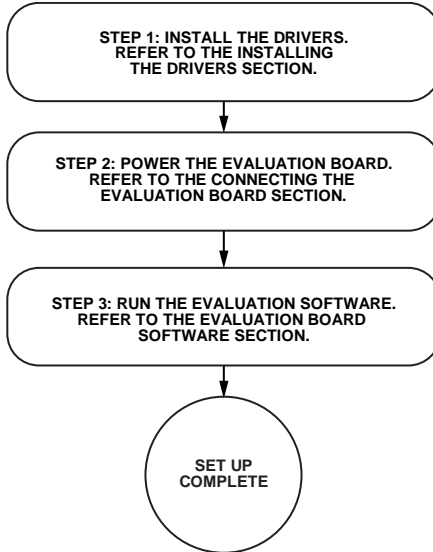 STEP 1: INSTALL THE DRIVERS.
REFER TO THE INSTALLING
THE DRIVERS SECTION.
STEP 2: POWER THE EVALUATION BOARD.
REFER TO THE CONNECTING THE
EVALUATION BOARD SECTION.
STEP 3: RUN THE EVALUATION SOFTWARE.
REFER TO THE EVALUATION BOARD
SOFTWARE SECTION.
SET UP
COMPLETE